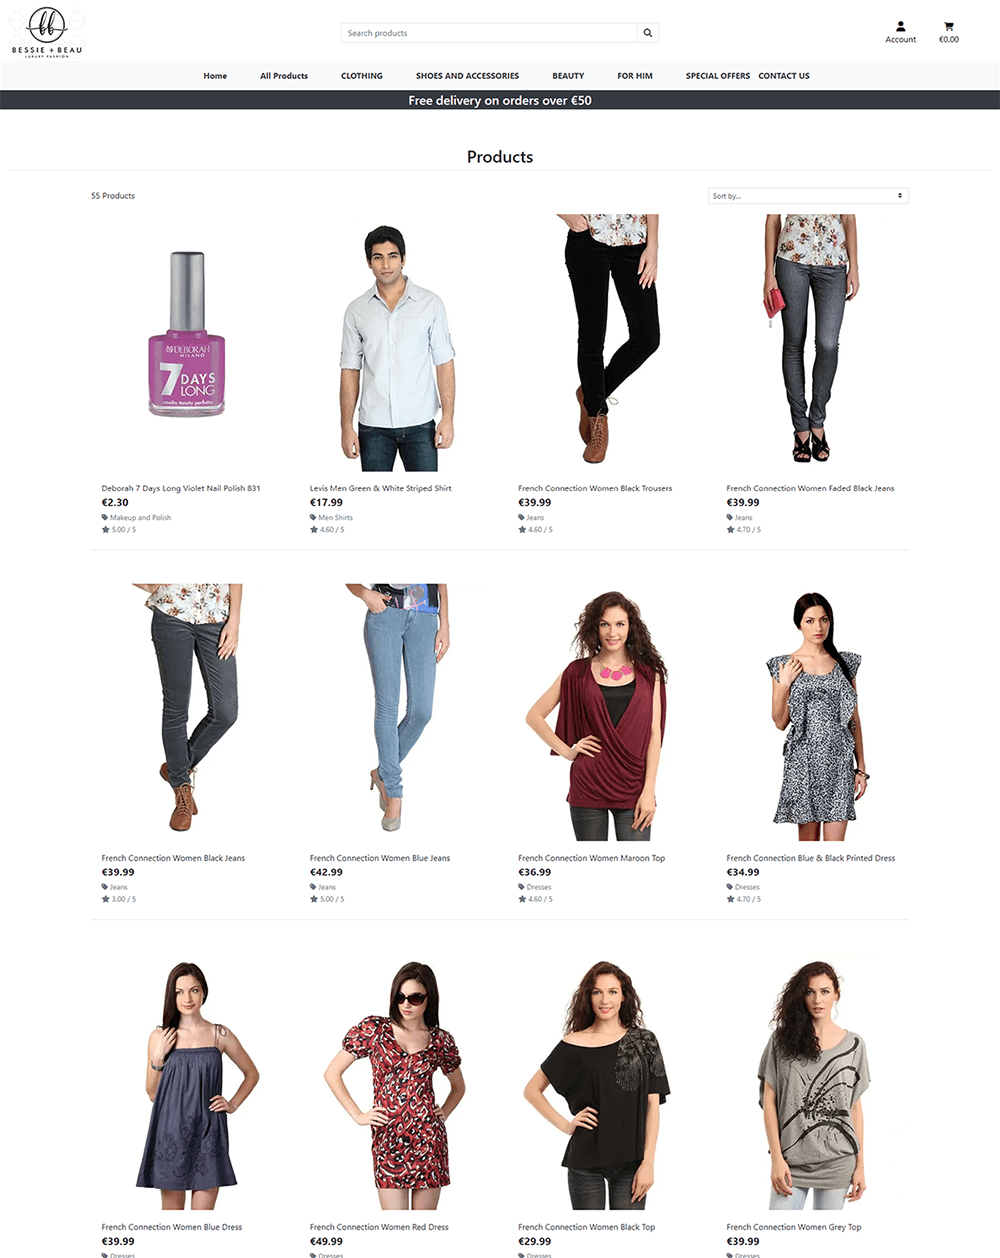 bb
BESSIE + BEAU
LUXURY FASHION
Search products
Account
€0.00
Home All Products CLOTHING SHOES AND ACCESSORIES BEAUTY FOR HIM SPECIAL OFFERS CONTACT US
Free delivery on orders over €50
Products
55 Products
Sort by...
DEBORAH
MILANO
7 DAYS
LONG
smalto tenuta perfetta
Deborah 7 Days Long Violet Nail Polish 831
€2.30
Makeup and Polish
5.00 / 5
Levis Men Green & White Striped Shirt
€17.99
Men Shirts
4.60 / 5
French Connection Women Black Trousers
€39.99
Jeans
4.60 / 5
French Connection Women Faded Black Jeans
€39.99
Jeans
4.70 / 5
French Connection Women Black Jeans
€39.99
Jeans
3.00 / 5
French Connection Women Blue Jeans
€42.99
Jeans
5.00 / 5
French Connection Women Maroon Top
€36.99
Dresses
4.60 / 5
French Connection Blue & Black Printed Dress
€34.99
Dresses
4.70 / 5
French Connection Women Blue Dress
€39.99
Dresses
French Connection Women Red Dress
€49.99
Dresses
French Connection Women Black Top
€29.99
Dresses
French Connection Women Grey Top
€39.99
Dresses